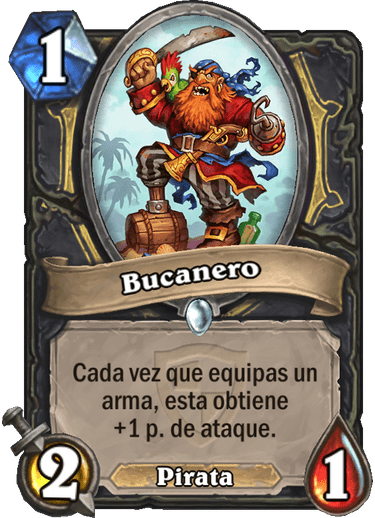 1
Bucanero
Cada vez que equipas un
arma, esta obtiene
+1 p. de ataque.
2
Pirata
1